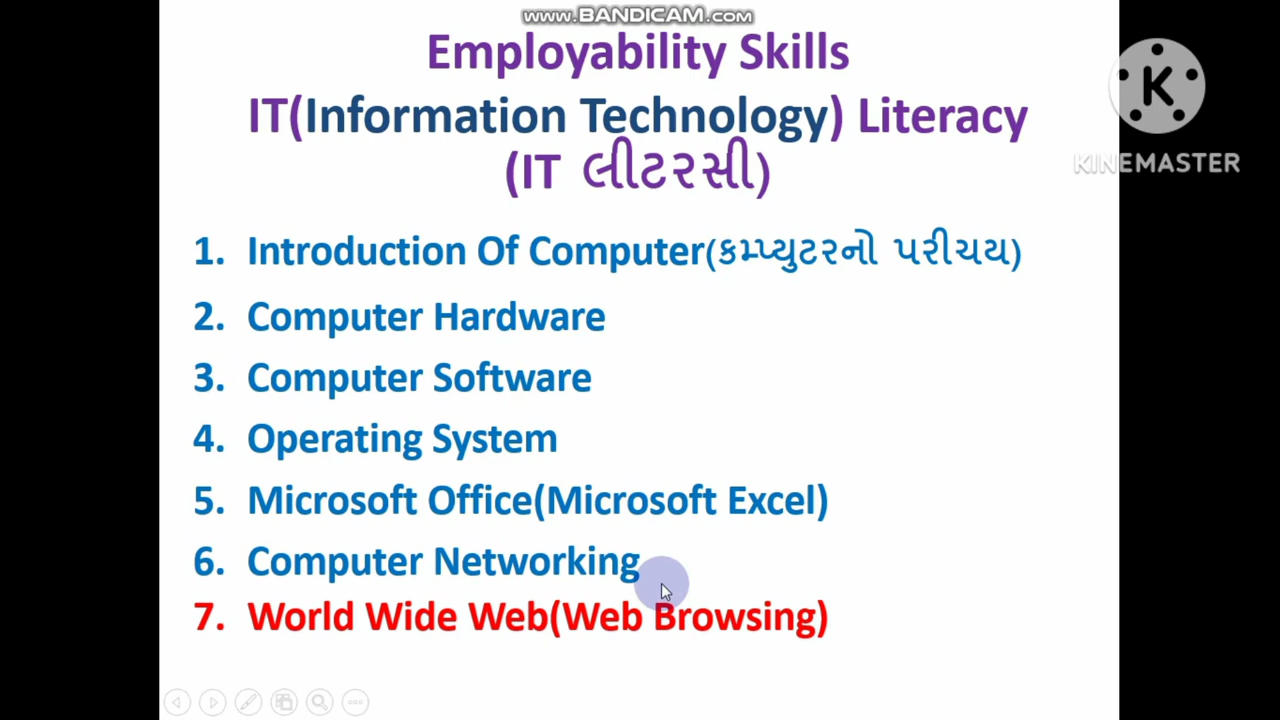 www.BANDICAM.com
Employability Skills
IT(Information Technology) Literacy
(IT લીટરસી)
K
KINEMASTER
1. Introduction Of Computer(કમ્પ્યુટરનો પરીચય)
2. Computer Hardware
3. Computer Software
4. Operating System
5. Microsoft Office(Microsoft Excel)
6. Computer Networking
7. World Wide Web(Web Browsing)